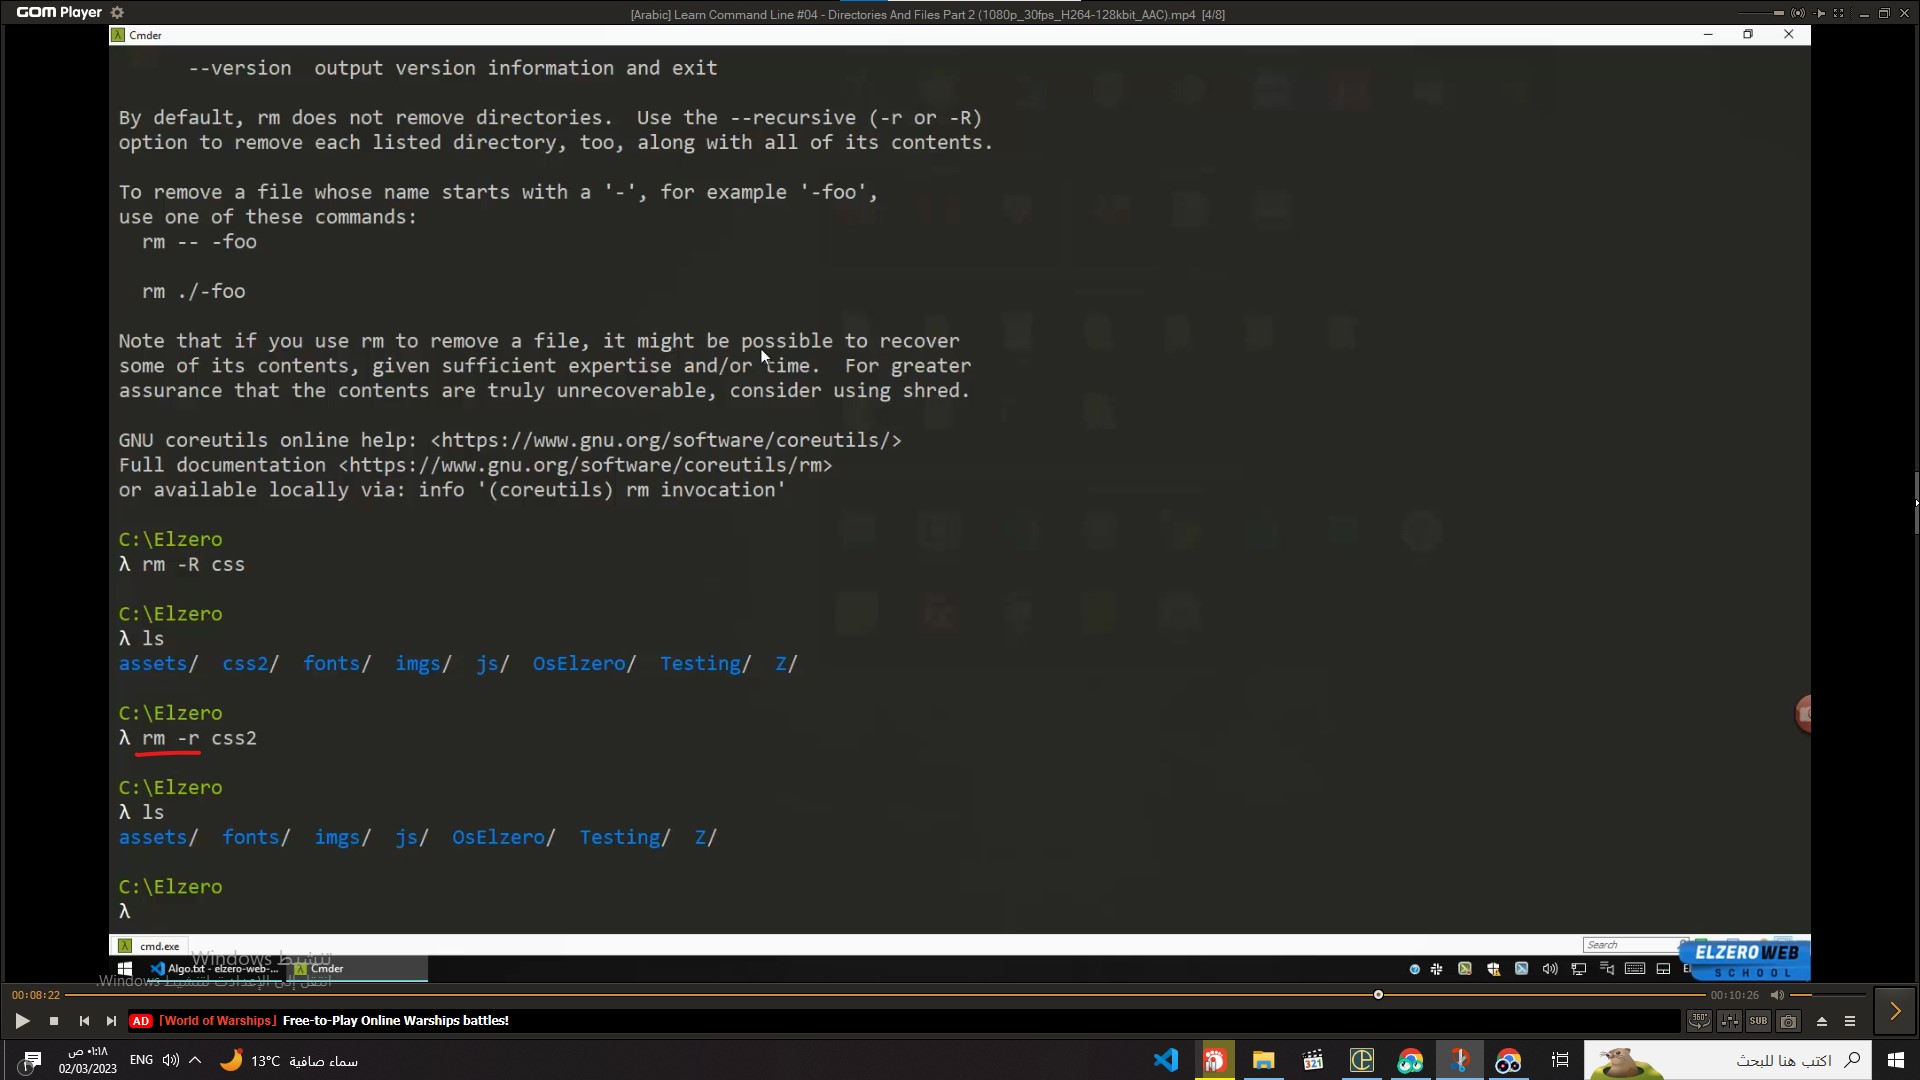 GOM Player
[Arabic] Learn Command Line #04 - Directories And Files Part 2 (1080p_30fps_H264-128kbit_AAC).mp4 [4/8]
Cmder
--version  output version information and exit
By default, rm does not remove directories.  Use the --recursive (-r or -R)
option to remove each listed directory, too, along with all of its contents.
To remove a file whose name starts with a '-', for example '-foo',
use one of these commands:
rm -- -foo
rm ./-foo
Note that if you use rm to remove a file, it might be possible to recover
some of its contents, given sufficient expertise and/or time.  For greater
assurance that the contents are truly unrecoverable, consider using shred.
GNU coreutils online help: <https://www.gnu.org/software/coreutils/>
Full documentation <https://www.gnu.org/software/coreutils/rm>
or available locally via: info '(coreutils) rm invocation'
C:\Elzero
λ rm -R css
C:\Elzero
λ ls
assets/  css2/  fonts/  imgs/  js/  OsElzero/  Testing/  Z/
C:\Elzero
λ rm -r css2
C:\Elzero
λ ls
assets/  fonts/  imgs/  js/  OsElzero/  Testing/  Z/
C:\Elzero
λ
cmd.exe
Search
تنشيط Windows
انتقل إلى الإعدادات لتنشيط Windows.
Algo.txt - elzero-web-...
Cmder
ELZERO WEB
SCHOOL
00:08:22
00:10:26
AD [World of Warships] Free-to-Play Online Warships battles!
360°
SUB
٠١:١٨ ص
02/03/2023
ENG
13°C سماء صافية
321
اكتب هنا للبحث